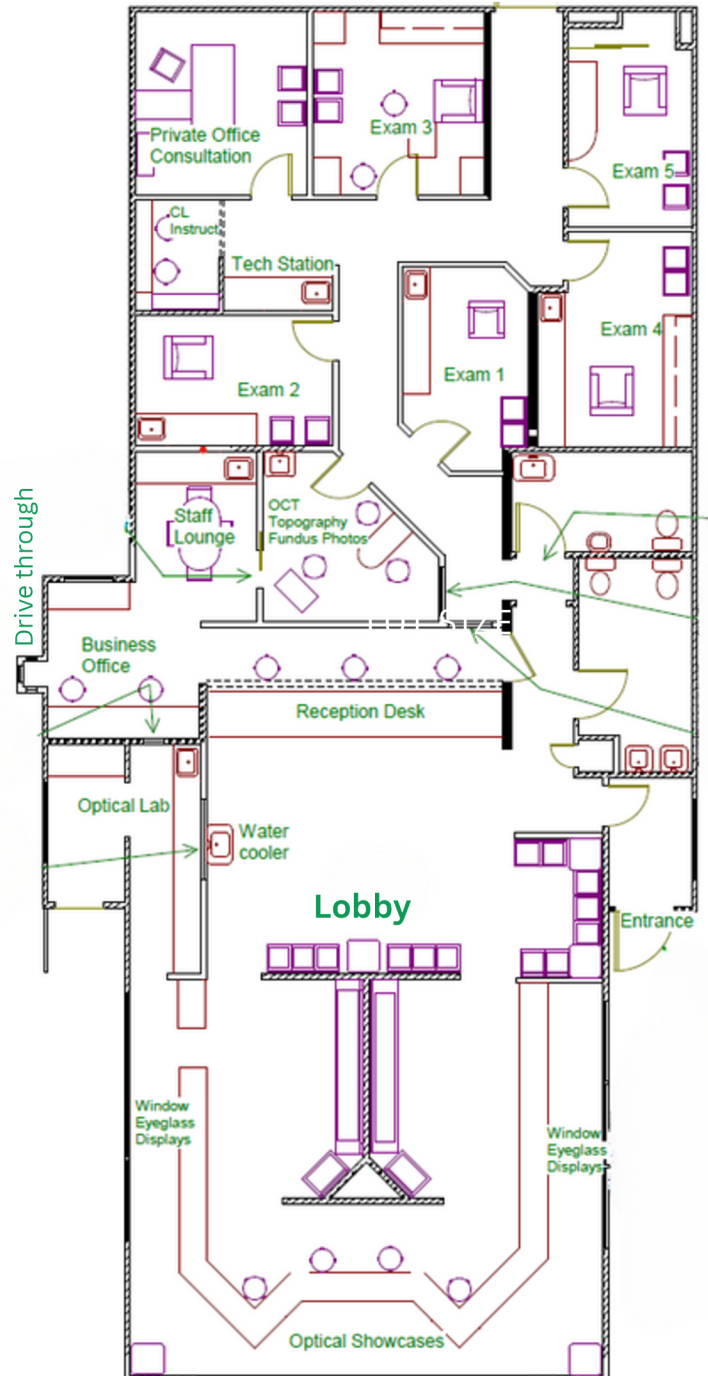 Private Office
Consultation
Exam 3
Exam 5
CL
Instruct
Tech Station
Exam 4
Exam 1
Exam 2
OCT
Topography
Fundus Photos
Staff
Lounge
Drive through
Business
Office
Reception Desk
Optical Lab
Water
cooler
Lobby
Entrance
Window
Eyeglass
Displays
Window
Eyeglass
Displays
Optical Showcases